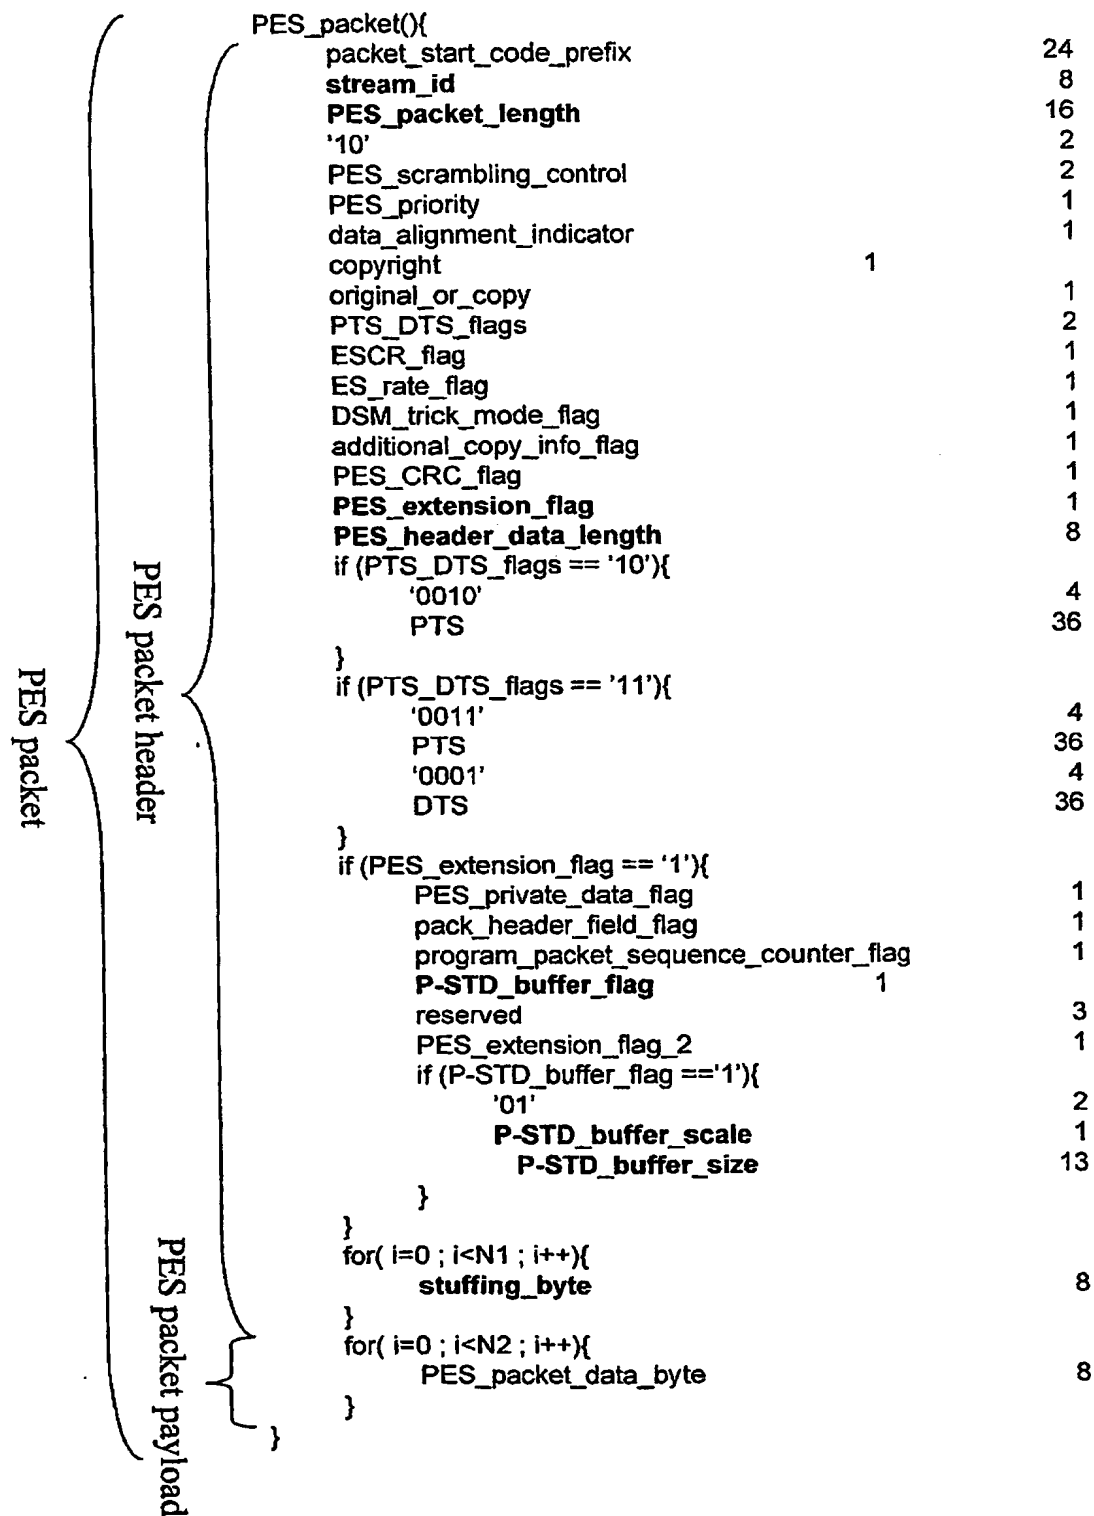 PES_packet(){
packet_start_code_prefix 24
stream_id 8
PES_packet_length 16
'10' 2
PES_scrambling_control 2
PES_priority 1
data_alignment_indicator 1
copyright 1
original_or_copy 1
PTS_DTS_flags 2
ESCR_flag 1
ES_rate_flag 1
DSM_trick_mode_flag 1
additional_copy_info_flag 1
PES_CRC_flag 1
PES_extension_flag 1
PES_header_data_length 8
if (PTS_DTS_flags == '10'){
'0010' 4
PTS 36
}
if (PTS_DTS_flags == '11'){
'0011' 4
PTS 36
'0001' 4
DTS 36
}
if (PES_extension_flag == '1'){
PES_private_data_flag 1
pack_header_field_flag 1
program_packet_sequence_counter_flag 1
P-STD_buffer_flag 1
reserved 3
PES_extension_flag_2 1
if (P-STD_buffer_flag =='1'){
'01' 2
P-STD_buffer_scale 1
P-STD_buffer_size 13
}
}
for( i=0 ; i<N1 ; i++){
stuffing_byte 8
}
for( i=0 ; i<N2 ; i++){
PES_packet_data_byte 8
}
}
PES packet header
PES packet payload
PES packet